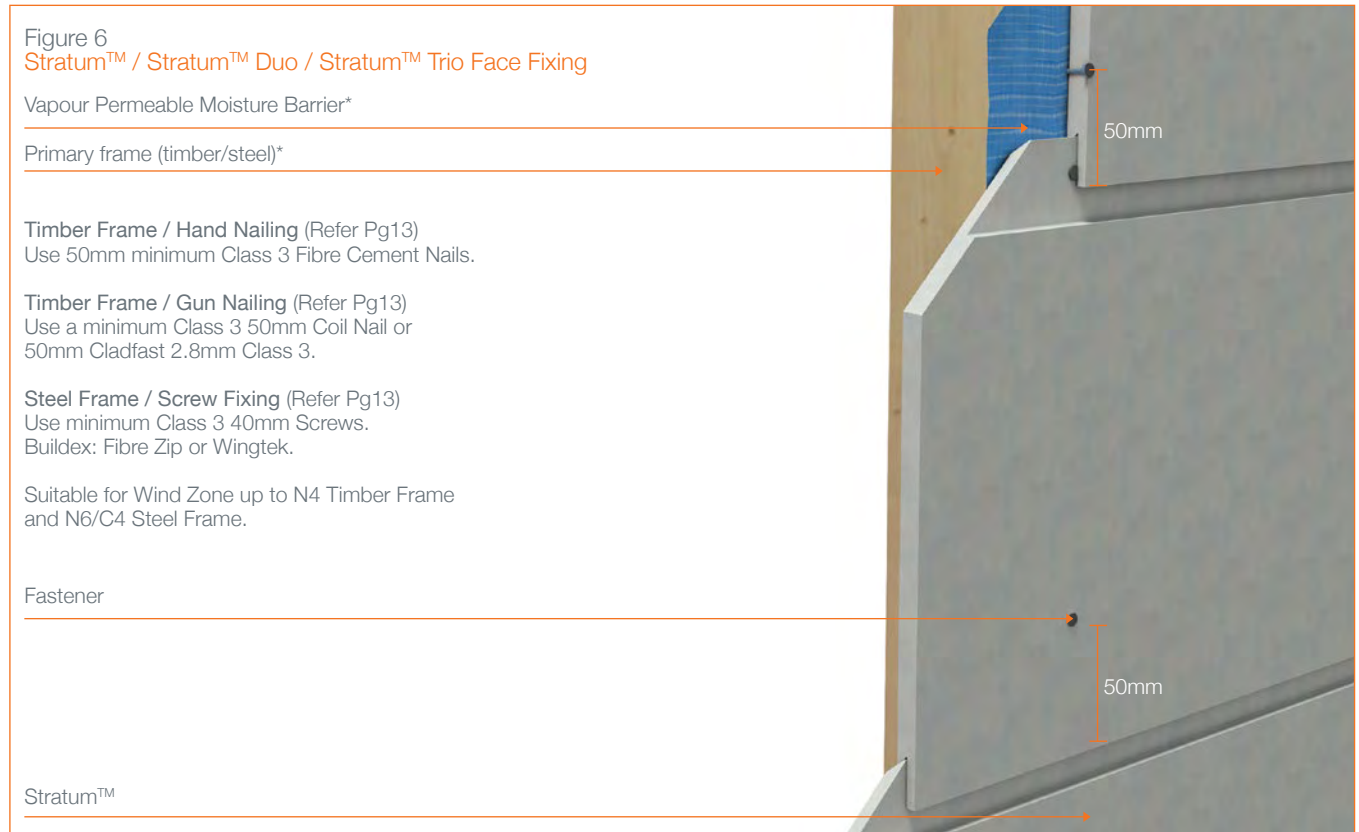 Figure 6
Stratum™ / Stratum™ Duo / Stratum™ Trio Face Fixing
Vapour Permeable Moisture Barrier*
Primary frame (timber/steel)*
50mm
Timber Frame / Hand Nailing (Refer Pg13)
Use 50mm minimum Class 3 Fibre Cement Nails.
Timber Frame / Gun Nailing (Refer Pg13)
Use a minimum Class 3 50mm Coil Nail or
50mm Cladfast 2.8mm Class 3.
Steel Frame / Screw Fixing (Refer Pg13)
Use minimum Class 3 40mm Screws.
Buildex: Fibre Zip or Wingtek.
Suitable for Wind Zone up to N4 Timber Frame
and N6/C4 Steel Frame.
Fastener
50mm
Stratum™